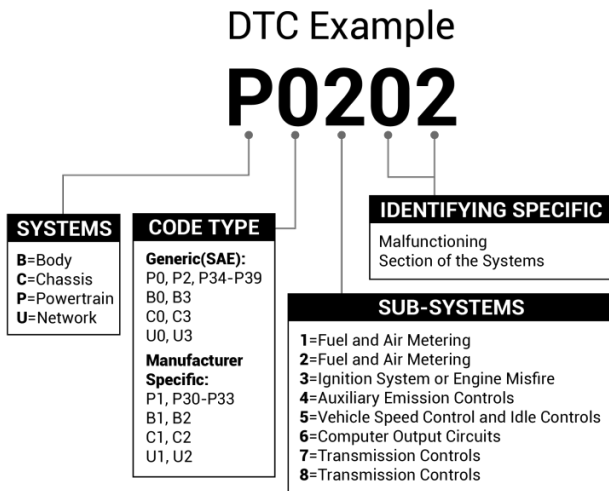 DTC Example
P0202
SYSTEMS
B=Body
C=Chassis
P=Powertrain
U=Network
CODE TYPE
Generic(SAE):
P0, P2, P34-P39
B0, B3
C0, C3
U0, U3
Manufacturer
Specific:
P1, P30-P33
B1, B2
C1, C2
U1, U2
IDENTIFYING SPECIFIC
Malfunctioning
Section of the Systems
SUB-SYSTEMS
1=Fuel and Air Metering
2=Fuel and Air Metering
3=Ignition System or Engine Misfire
4=Auxiliary Emission Controls
5=Vehicle Speed Control and Idle Controls
6=Computer Output Circuits
7=Transmission Controls
8=Transmission Controls